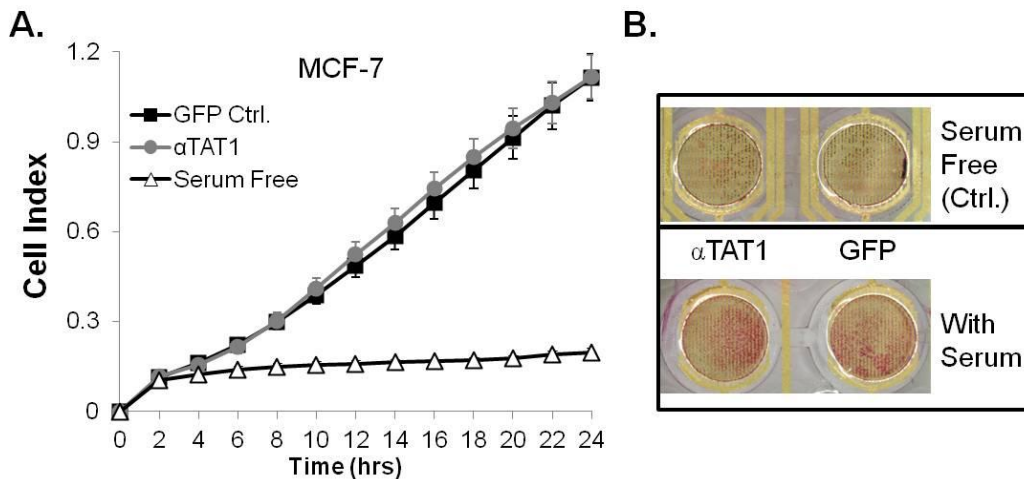 A.
MCF-7
Cell Index
1.2
0.9
0.6
0.3
0
GFP Ctrl.
αTAT1
Serum Free
0 2 4 6 8 10 12 14 16 18 20 22 24
Time (hrs)
B.
Serum
Free
(Ctrl.)
αTAT1 GFP
With
Serum